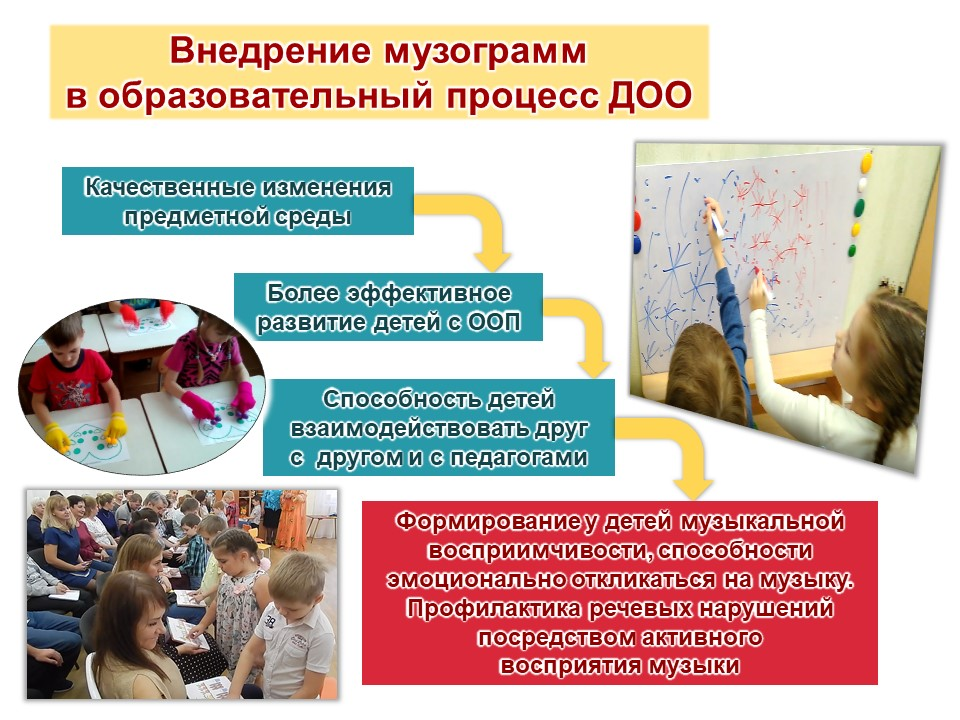 Внедрение музограмм
в образовательный процесс ДОО
Качественные изменения
предметной среды
Более эффективное
развитие детей с ООП
Способность детей
взаимодействовать друг
с другом и с педагогами
Формирование у детей музыкальной
восприимчивости, способности
эмоционально откликаться на музыку.
Профилактика речевых нарушений
посредством активного
восприятия музыки
38